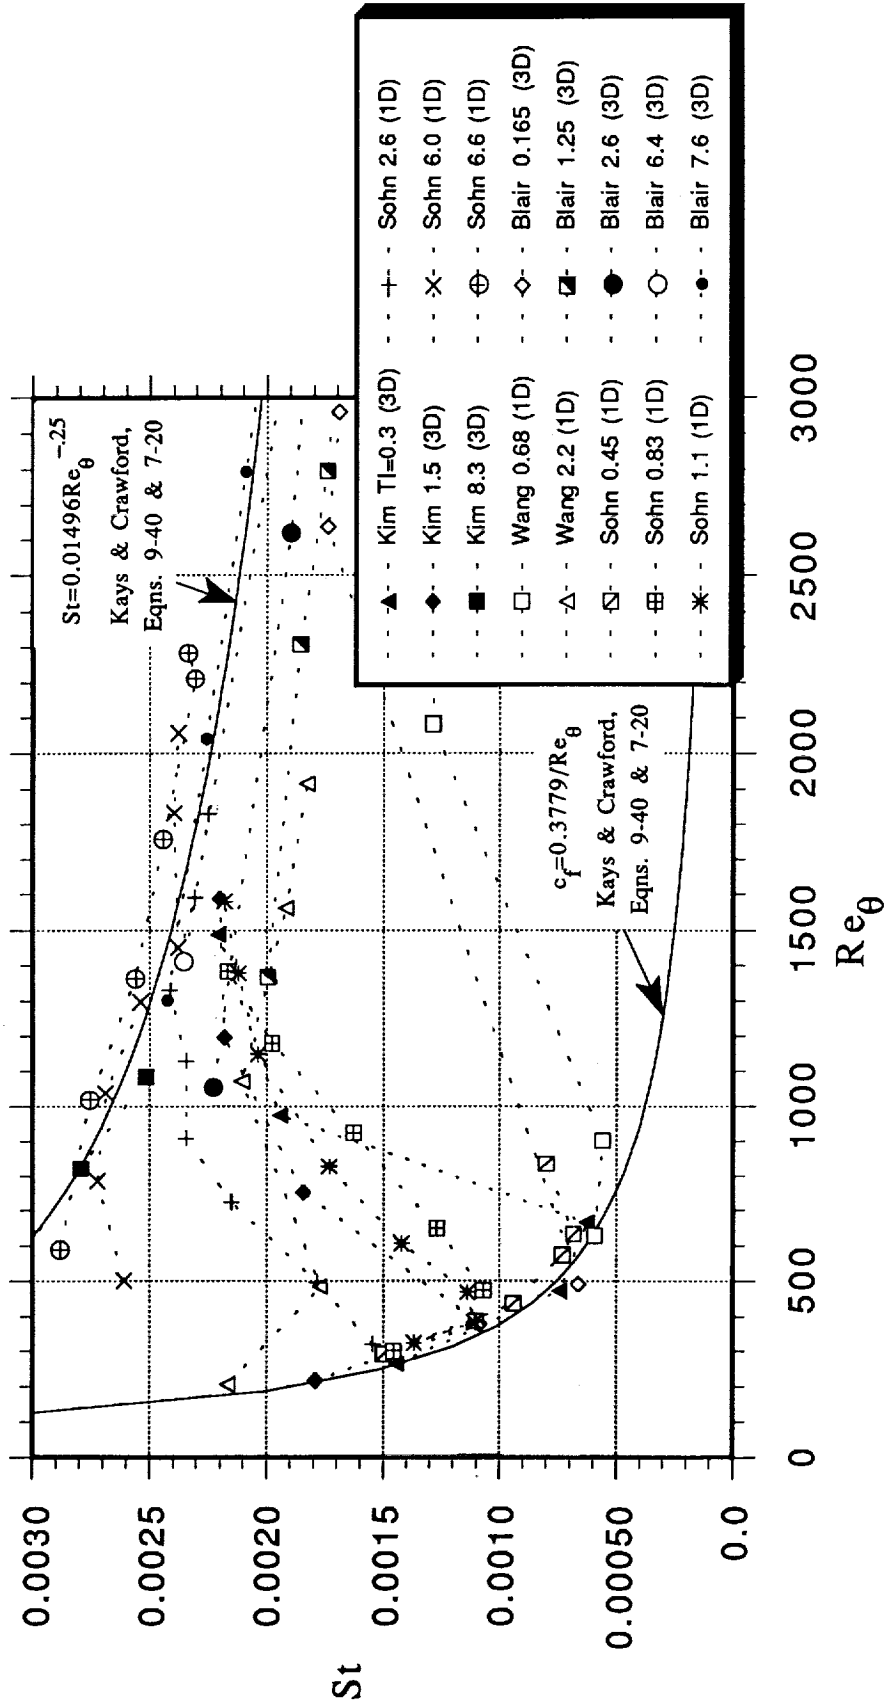 St
0.0030
0.0025
0.0020
0.0015
0.0010
0.00050
0.0
0
500
1000
1500
2000
2500
3000
Re_θ
St=0.01496Re_θ^-.25
Kays & Crawford,
Eqns. 9-40 & 7-20
c_f=0.3779/Re_θ
Kays & Crawford,
Eqns. 9-40 & 7-20
Kim TI=0.3 (3D)
Kim 1.5 (3D)
Kim 8.3 (3D)
Wang 0.68 (1D)
Wang 2.2 (1D)
Sohn 0.45 (1D)
Sohn 0.83 (1D)
Sohn 1.1 (1D)
Sohn 2.6 (1D)
Sohn 6.0 (1D)
Sohn 6.6 (1D)
Blair 0.165 (3D)
Blair 1.25 (3D)
Blair 2.6 (3D)
Blair 6.4 (3D)
Blair 7.6 (3D)